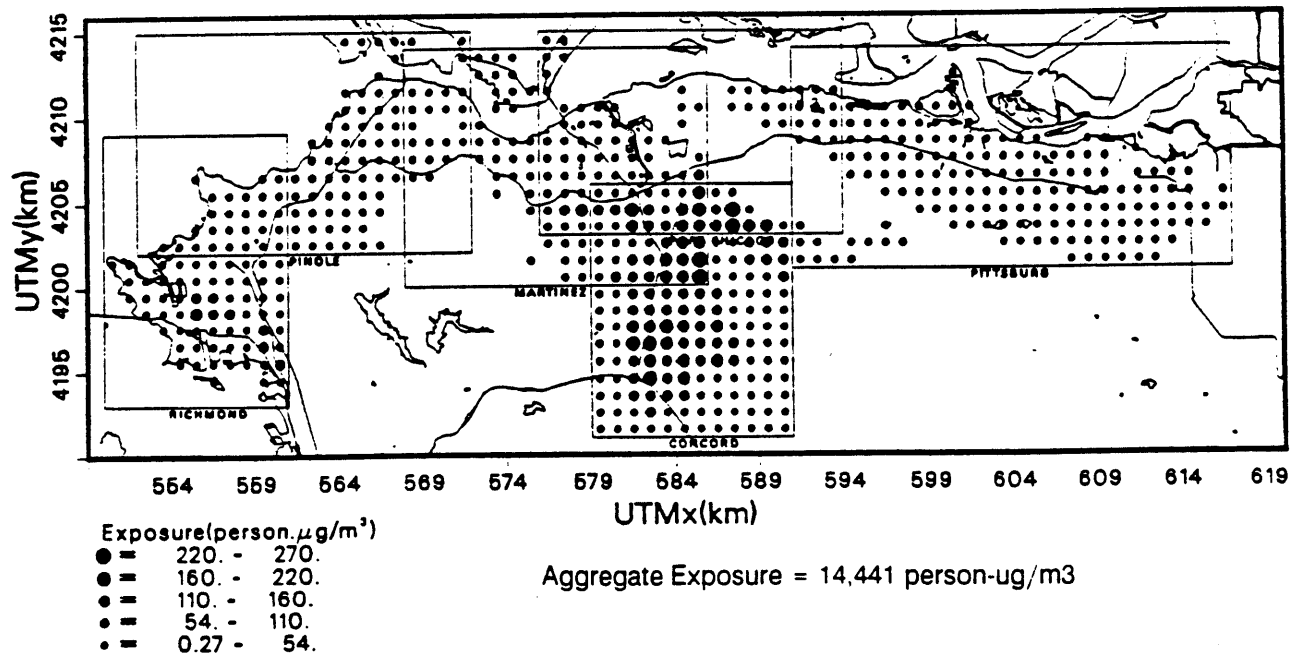 4215
4210
4205
4200
4195
UTMy(km)
PINOLE
MARTINEZ
PITTSBURG
RICHMOND
CORCORD
554 559 564 569 574 579 584 589 594 599 604 609 614 619
UTMx(km)
Exposure(person.μg/m³)
= 220. - 270.
= 160. - 220.
= 110. - 160.
= 54. - 110.
= 0.27 - 54.
Aggregate Exposure = 14,441 person-ug/m3